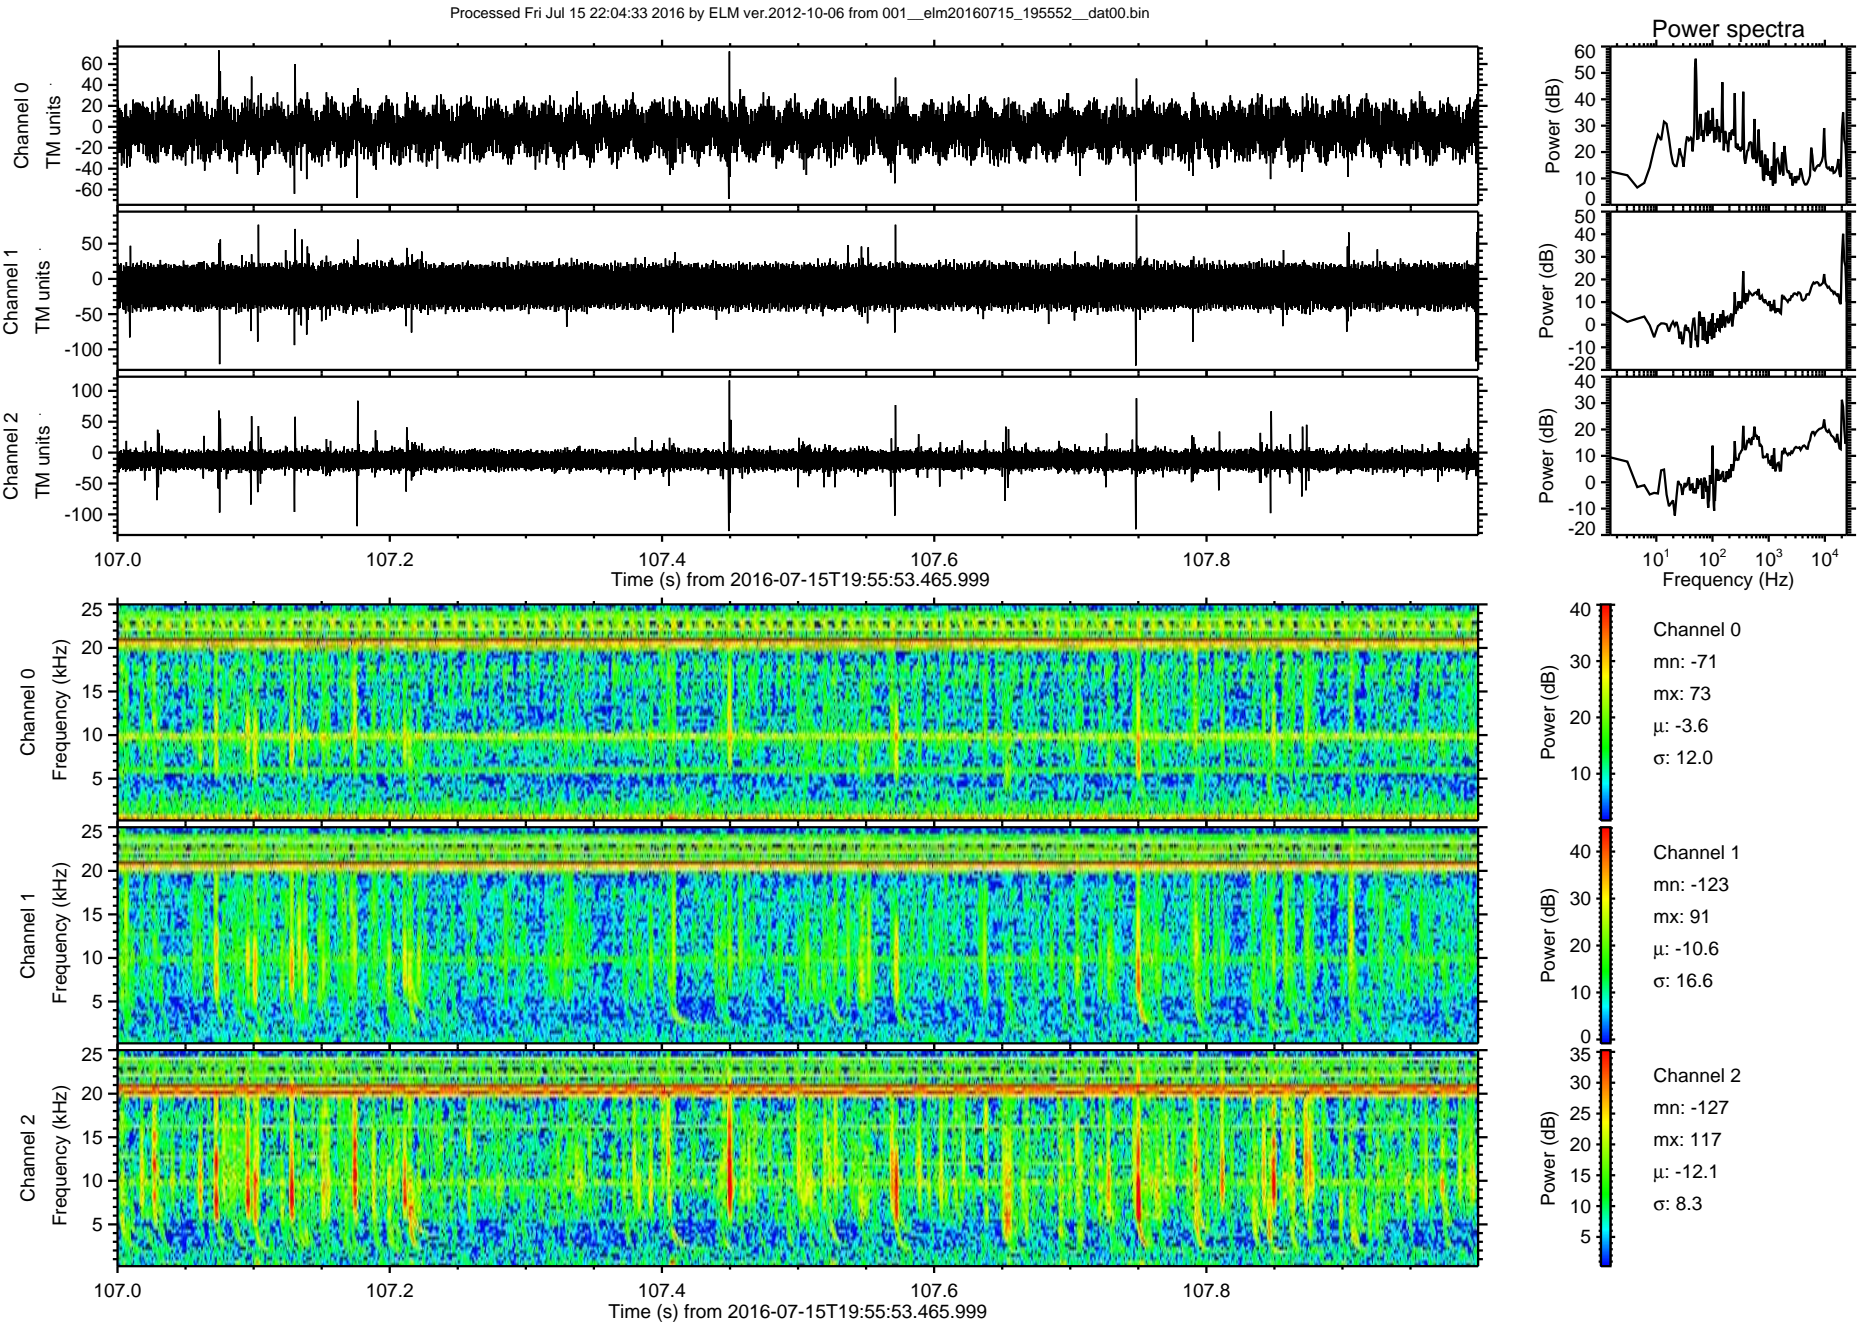 Processed Fri Jul 15 22:04:33 2016 by ELM ver.2012-10-06 from 001__elm20160715_195552__dat00.bin
Power spectra
Channel 0
TM units
60
40
20
0
-20
-40
-60
Power (dB)
60
50
40
30
20
10
0
Channel 1
TM units
50
0
-50
-100
Power (dB)
50
40
30
20
10
0
-10
-20
Channel 2
TM units
100
50
0
-50
-100
Power (dB)
40
30
20
10
0
-10
-20
107.0 107.2 107.4 107.6 107.8
Time (s) from 2016-07-15T19:55:53.465.999
10¹ 10² 10³ 10⁴
Frequency (Hz)
Channel 0
Frequency (kHz)
25
20
15
10
5
Power (dB)
40
30
20
10
Channel 0
mn: -71
mx: 73
µ: -3.6
σ: 12.0
Channel 1
Frequency (kHz)
25
20
15
10
5
Power (dB)
40
30
20
10
0
Channel 1
mn: -123
mx: 91
µ: -10.6
σ: 16.6
Channel 2
Frequency (kHz)
25
20
15
10
5
Power (dB)
35
30
25
20
15
10
5
Channel 2
mn: -127
mx: 117
µ: -12.1
σ: 8.3
107.0 107.2 107.4 107.6 107.8
Time (s) from 2016-07-15T19:55:53.465.999